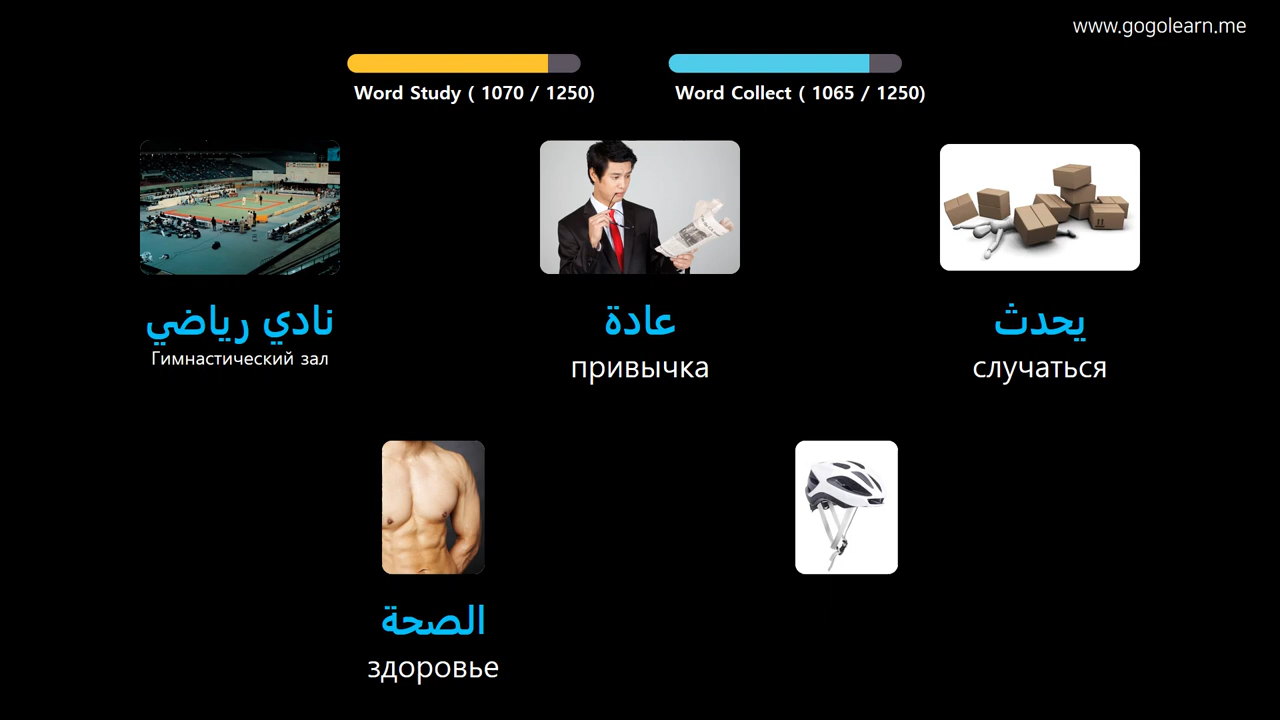 www.gogolearn.me
Word Study ( 1070 / 1250)
Word Collect ( 1065 / 1250)
نادي رياضي
Гимнастический зал
عادة
привычка
يحدث
случаться
الصحة
здоровье